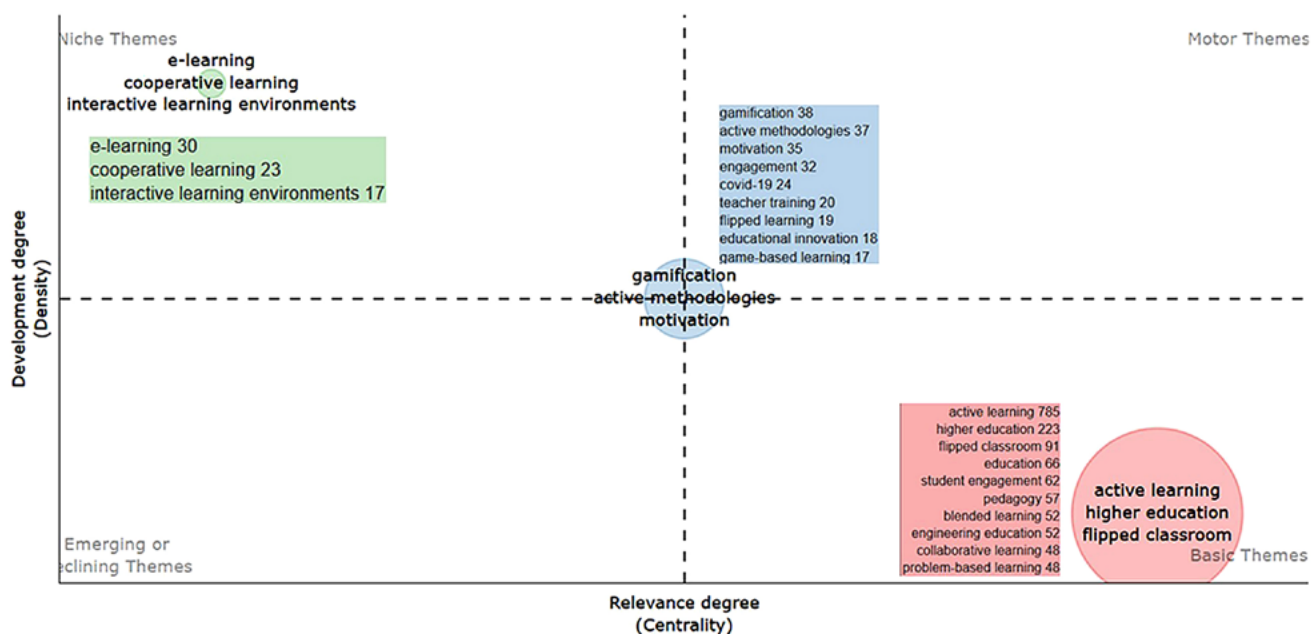 Niche Themes
Motor Themes
e-learning
cooperative learning
interactive learning environments
e-learning 30
cooperative learning 23
interactive learning environments 17
gamification 38
active methodologies 37
motivation 35
engagement 32
covid-19 24
teacher training 20
flipped learning 19
educational innovation 18
game-based learning 17
gamification
active methodologies
motivation
Development degree
(Density)
active learning 785
higher education 223
flipped classroom 91
education 66
student engagement 62
pedagogy 57
blended learning 52
engineering education 52
collaborative learning 48
problem-based learning 48
active learning
higher education
flipped classroom
Emerging or
eclining Themes
Basic Themes
Relevance degree
(Centrality)